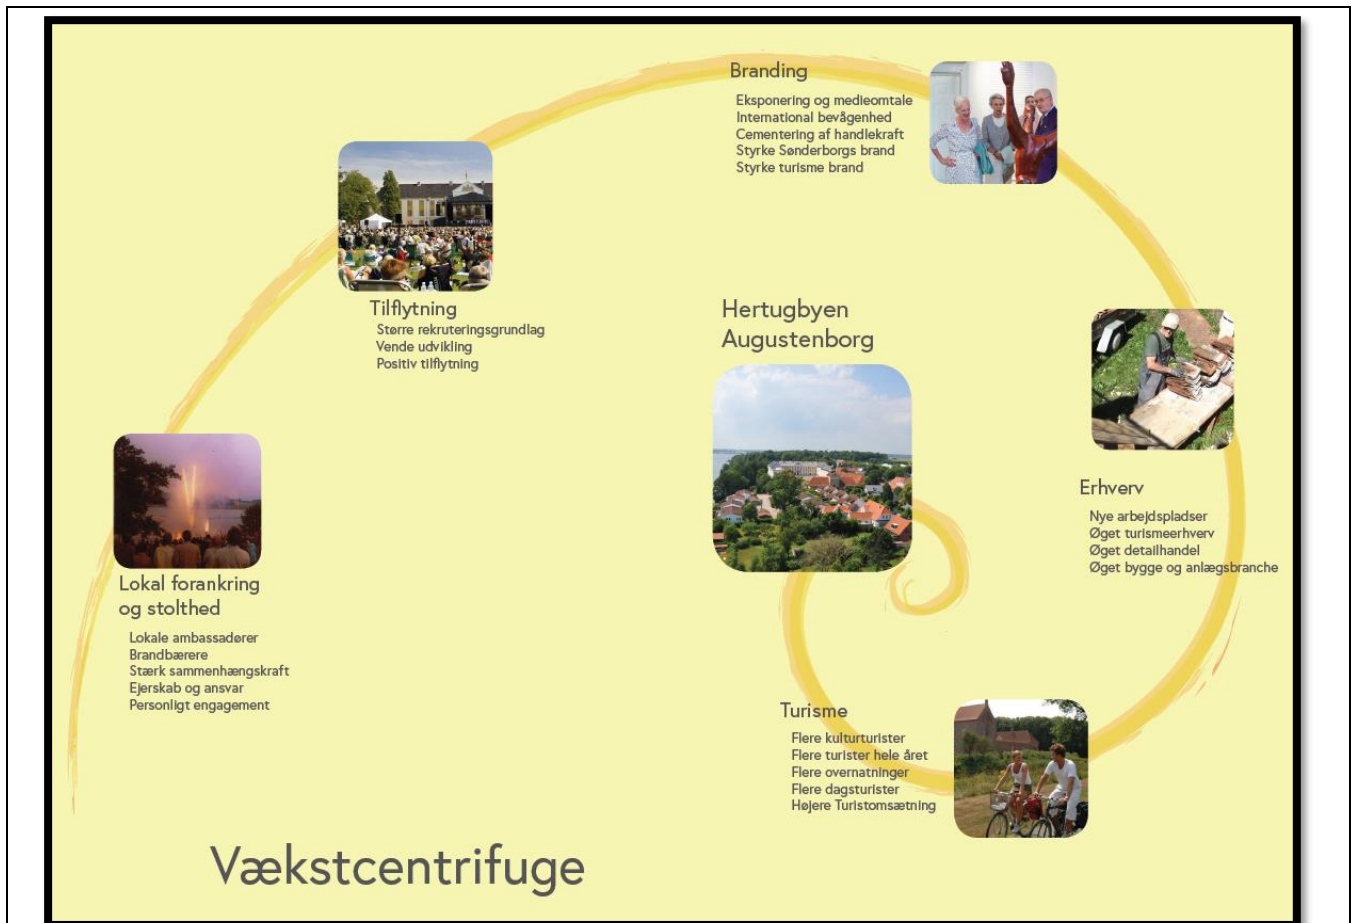 Branding
Eksponering og medieomtale
International bevågenhed
Cementering af handlekraft
Styrke Sønderborgs brand
Styrke turisme brand
Tilflytning
Større rekruteringsgrundlag
Vende udvikling
Positiv tilflytning
Hertugbyen
Augustenborg
Erhverv
Nye arbejdspladser
Øget turismeerhverv
Øget detailhandel
Øget bygge og anlægsbranche
Lokal forankring
og stolthed
Lokale ambassadører
Brandbærere
Stærk sammenhængskraft
Ejerskab og ansvar
Personligt engagement
Turisme
Flere kulturturister
Flere turister hele året
Flere overnatninger
Flere dagsturister
Højere Turistomsætning
Vækstcentrifuge